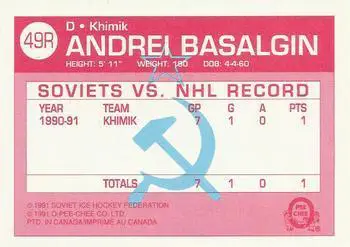 49R
D • Khimik
ANDREI BASALGIN
HEIGHT: 5' 11" WEIGHT: 180 DOB: 4-4-60
SOVIETS VS. NHL RECORD
YEAR TEAM GP G A PTS
1990-91 KHIMIK 7 1 0 1
TOTALS 7 1 0 1
© 1991 SOVIET ICE HOCKEY FEDERATION
© 1991 O-PEE-CHEE CO. LTD.
PTD. IN CANADA/IMPRIMÉ AU CANADA
O PEE CHEE